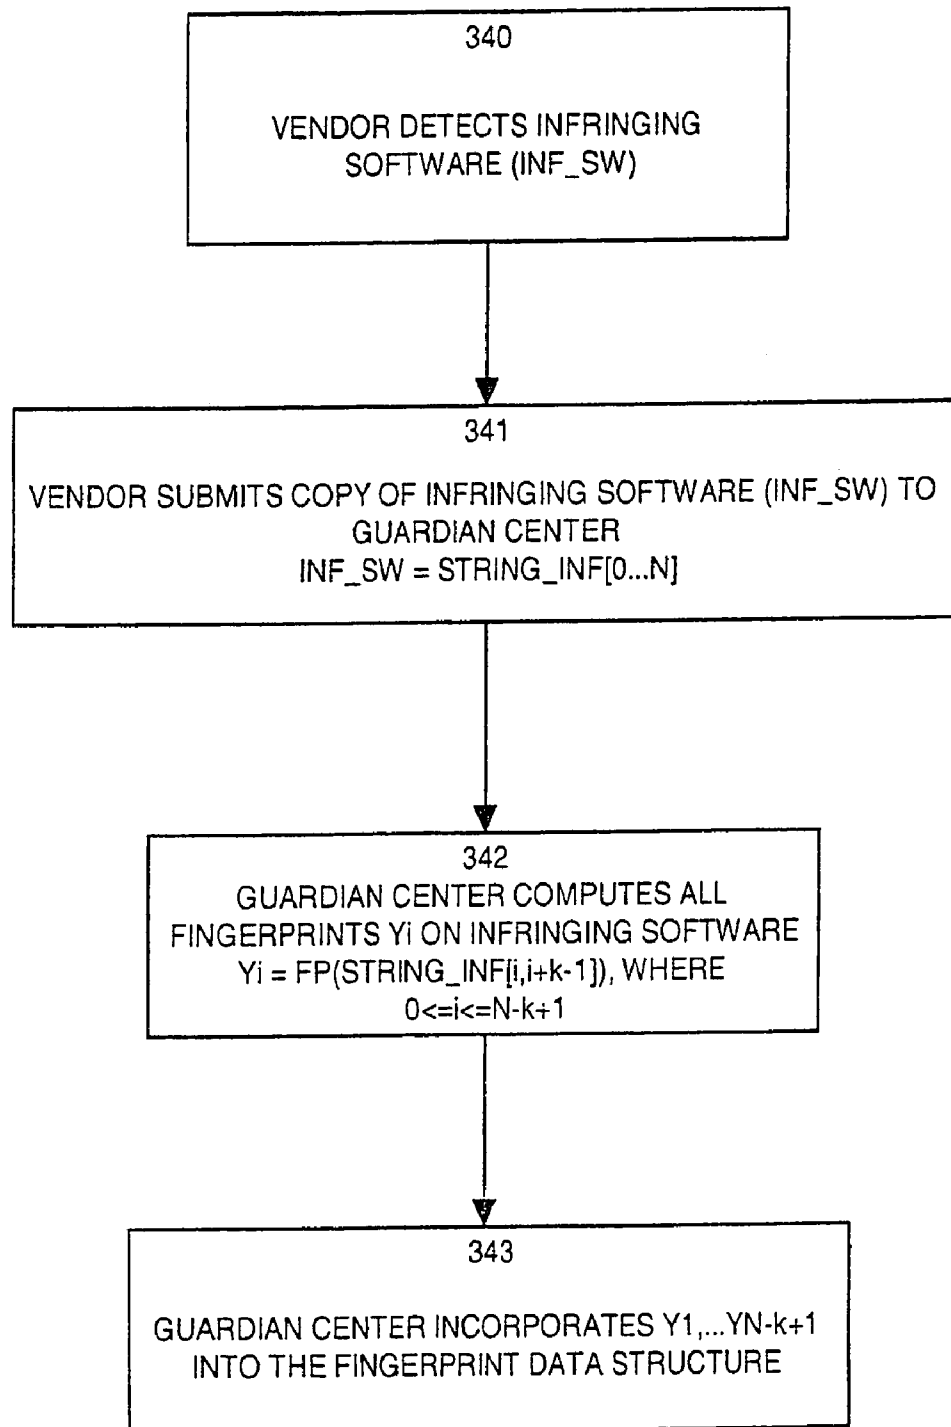 340
VENDOR DETECTS INFRINGING
SOFTWARE (INF_SW)
341
VENDOR SUBMITS COPY OF INFRINGING SOFTWARE (INF_SW) TO
GUARDIAN CENTER
INF_SW = STRING_INF[0...N]
342
GUARDIAN CENTER COMPUTES ALL
FINGERPRINTS Yi ON INFRINGING SOFTWARE
Yi = FP(STRING_INF[i,i+k-1]), WHERE
0<=i<=N-k+1
343
GUARDIAN CENTER INCORPORATES Y1,...YN-k+1
INTO THE FINGERPRINT DATA STRUCTURE